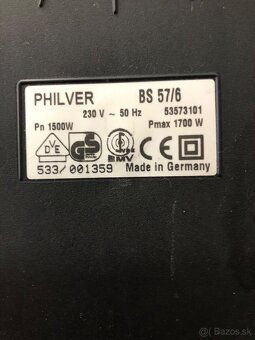 PHILVER BS 57/6
230 V ~ 50 Hz 53573101
Pn 1500W Pmax 1700 W
VDE GS EMV CE
533/001359 Made in Germany
© bazos.sk